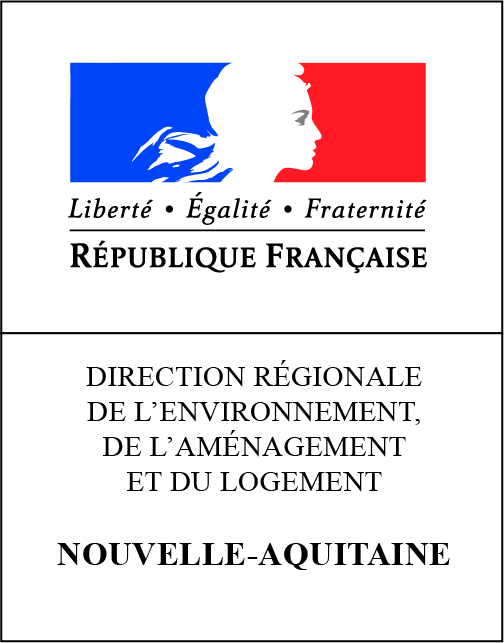 Liberté • Égalité • Fraternité
RÉPUBLIQUE FRANÇAISE
DIRECTION RÉGIONALE
DE L’ENVIRONNEMENT,
DE L’AMÉNAGEMENT
ET DU LOGEMENT
NOUVELLE-AQUITAINE